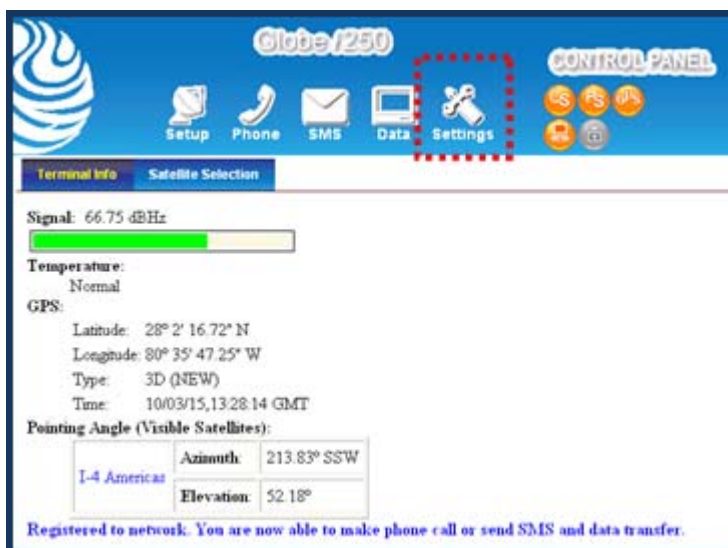 Globe i250
CONTROL PANEL
Setup Phone SMS Data Settings
CS PS GPS
Terminal Info Satellite Selection
Signal: 66.75 dBHz
Temperature:
Normal
GPS:
Latitude: 28° 2' 16.72" N
Longitude: 80° 35' 47.25" W
Type: 3D (NEW)
Time: 10/03/15,13:28:14 GMT
Pointing Angle (Visible Satellites):
I-4 Americas
Azimuth: 213.83° SSW
Elevation: 52.18°
Registered to network. You are now able to make phone call or send SMS and data transfer.